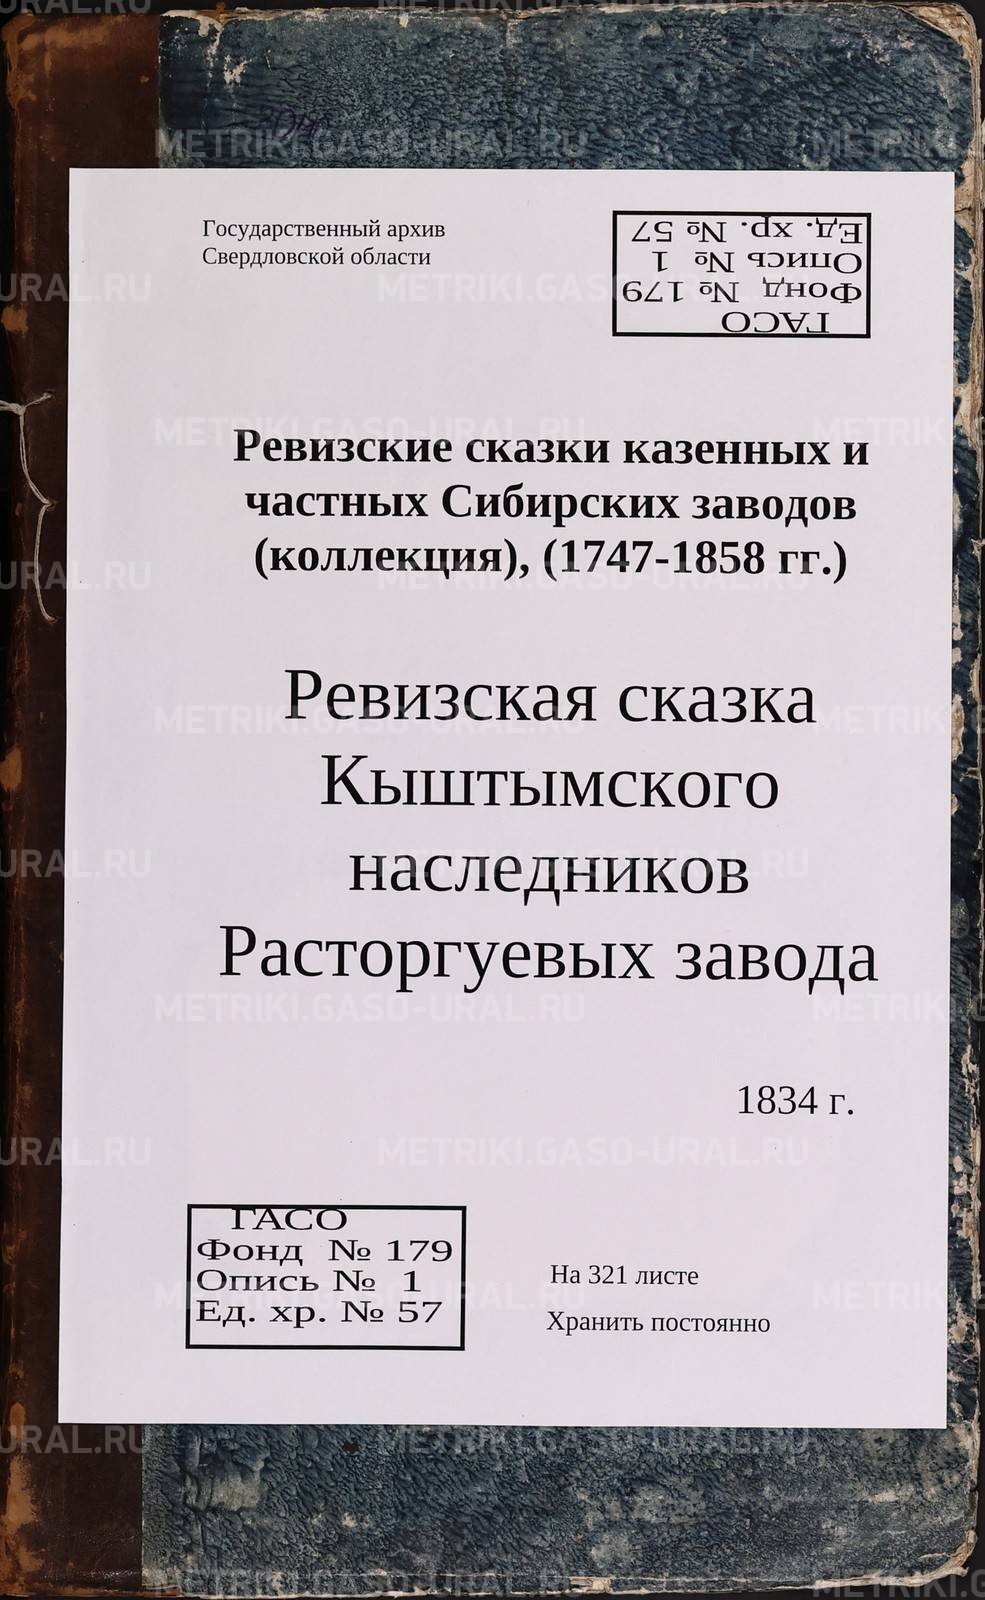 Государственный архив
Свердловской области
ГАСО
Фонд № 179
Опись № 1
Ед. хр. № 57
Ревизские сказки казенных и
частных Сибирских заводов
(коллекция), (1747-1858 гг.)
Ревизская сказка
Кыштымского
наследников
Расторгуевых завода
1834 г.
ГАСО
Фонд № 179
Опись № 1
Ед. хр. № 57
На 321 листе
Хранить постоянно
METRIKI.GASO-URAL.RU